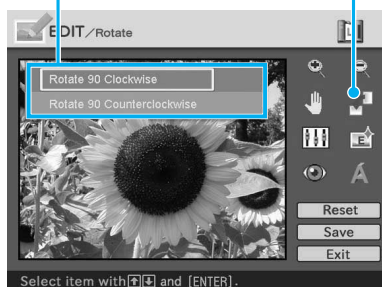 EDIT/Rotate
Rotate 90 Clockwise
Rotate 90 Counterclockwise
E
A
Reset
Save
Exit
Select item with and [ENTER].